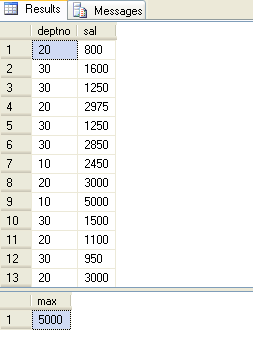 Results Messages
deptno sal
1 20 800
2 30 1600
3 30 1250
4 20 2975
5 30 1250
6 30 2850
7 10 2450
8 20 3000
9 10 5000
10 30 1500
11 20 1100
12 30 950
13 20 3000
max
1 5000